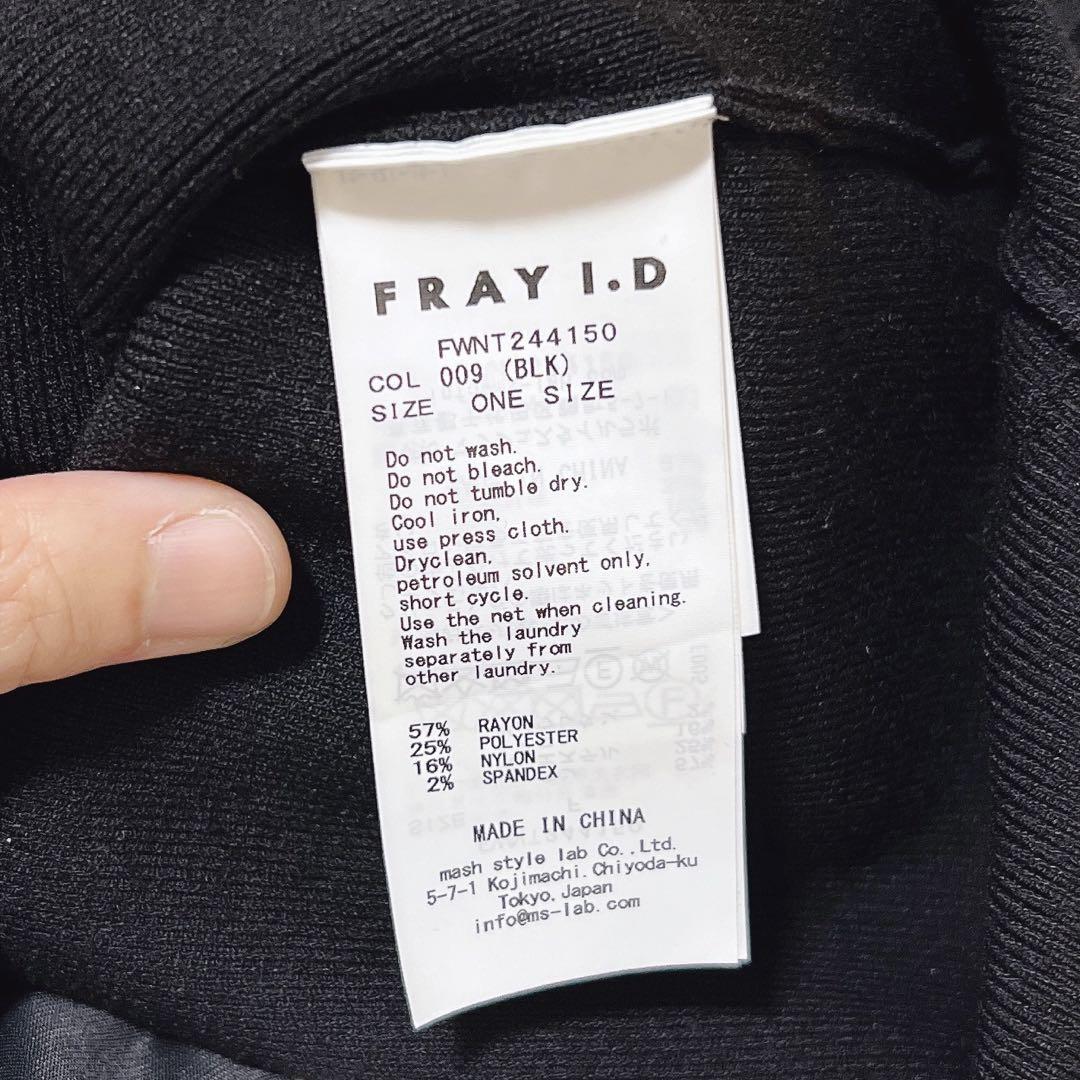 FRAY I.D
FWNT244150
COL 009 (BLK)
SIZE ONE SIZE
Do not wash.
Do not bleach.
Do not tumble dry.
Cool iron,
use press cloth.
Dryclean,
petroleum solvent only,
short cycle.
Use the net when cleaning.
Wash the laundry
separately from
other laundry.
57% RAYON
25% POLYESTER
16% NYLON
2% SPANDEX
MADE IN CHINA
mash style lab Co.,Ltd.
5-7-1 Kojimachi.Chiyoda-ku
Tokyo.Japan
info@ms-lab.com